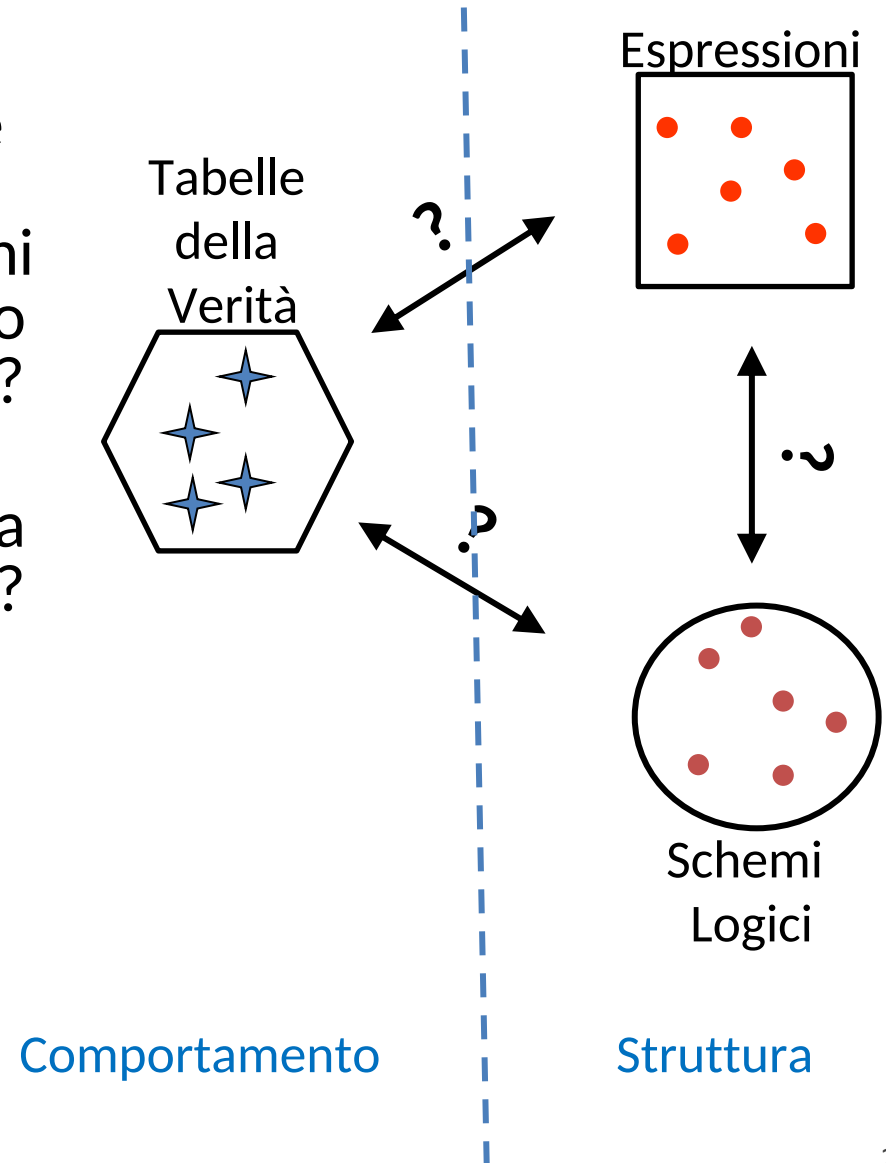 Espressioni
Tabelle
della
Verità
?
?
?
?
?
Schemi
Logici
Comportamento
Struttura